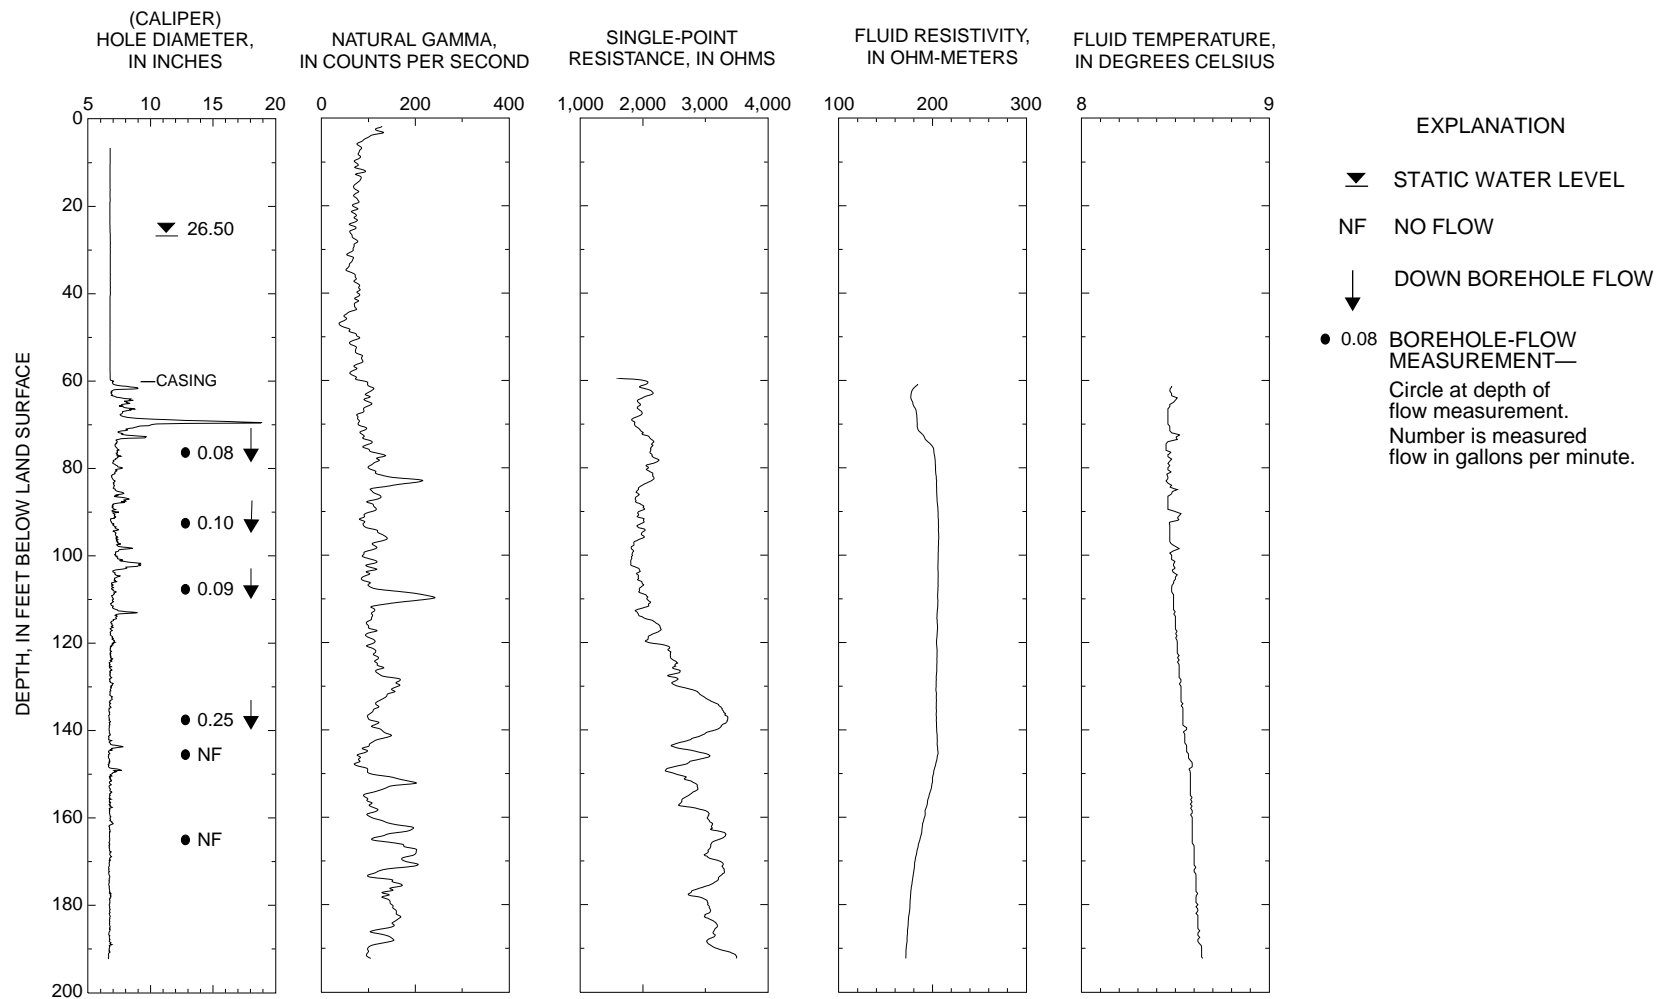 (CALIPER)
HOLE DIAMETER,
IN INCHES
NATURAL GAMMA,
IN COUNTS PER SECOND
SINGLE-POINT
RESISTANCE, IN OHMS
FLUID RESISTIVITY,
IN OHM-METERS
FLUID TEMPERATURE,
IN DEGREES CELSIUS
5 10 15 20
0 200 400
1,000 2,000 3,000 4,000
100 200 300
8 9
DEPTH, IN FEET BELOW LAND SURFACE
0
20
40
60
80
100
120
140
160
180
200
26.50
CASING
0.08
0.10
0.09
0.25
NF
NF
EXPLANATION
STATIC WATER LEVEL
NF NO FLOW
DOWN BOREHOLE FLOW
0.08 BOREHOLE-FLOW
MEASUREMENT—
Circle at depth of
flow measurement.
Number is measured
flow in gallons per minute.